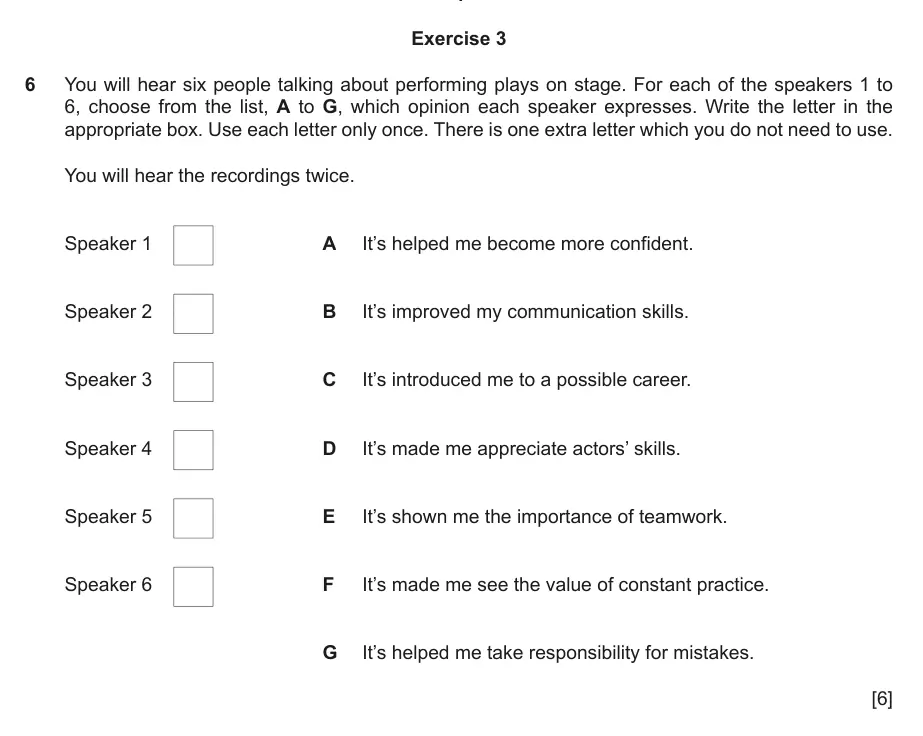 Exercise 3
6 You will hear six people talking about performing plays on stage. For each of the speakers 1 to
6, choose from the list, A to G, which opinion each speaker expresses. Write the letter in the
appropriate box. Use each letter only once. There is one extra letter which you do not need to use.
You will hear the recordings twice.
Speaker 1 A It’s helped me become more confident.
Speaker 2 B It’s improved my communication skills.
Speaker 3 C It’s introduced me to a possible career.
Speaker 4 D It’s made me appreciate actors’ skills.
Speaker 5 E It’s shown me the importance of teamwork.
Speaker 6 F It’s made me see the value of constant practice.
G It’s helped me take responsibility for mistakes.
[6]